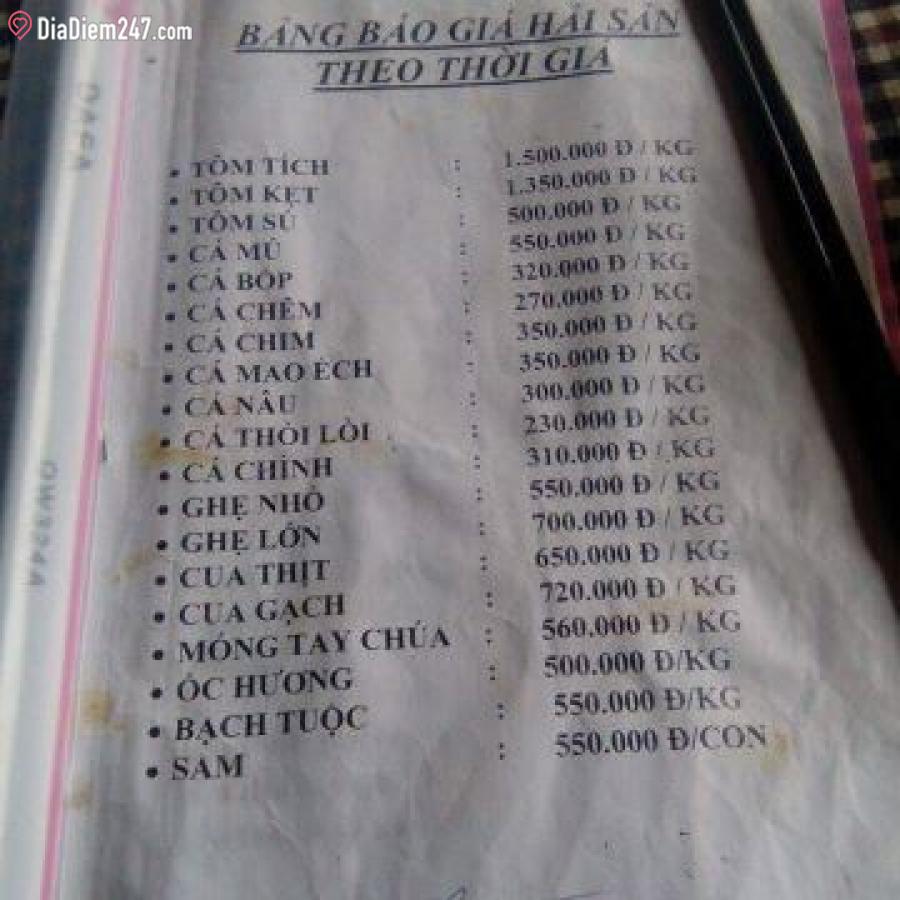 DiaDiem247.com
BẢNG BÁO GIÁ HẢI SẢN
THEO THỜI GIÁ
• TÔM TÍCH : 1.500.000 Đ / KG
• TÔM KẸT : 1.350.000 Đ / KG
• TÔM SÚ : 500.000 Đ / KG
• CÁ MÚ : 550.000 Đ / KG
• CÁ BÓP : 320.000 Đ / KG
• CÁ CHẼM : 270.000 Đ / KG
• CÁ CHIM : 350.000 Đ / KG
• CÁ MAO ẾCH : 350.000 Đ / KG
• CÁ NÂU : 300.000 Đ / KG
• CÁ THÒI LÒI : 230.000 Đ / KG
• CÁ CHÌNH : 310.000 Đ / KG
• GHẸ NHỎ : 550.000 Đ / KG
• GHẸ LỚN : 700.000 Đ / KG
• CUA THỊT : 650.000 Đ / KG
• CUA GẠCH : 720.000 Đ / KG
• MÓNG TAY CHÚA : 560.000 Đ / KG
• ỐC HƯƠNG : 500.000 Đ/KG
• BẠCH TUỘC : 550.000 Đ/KG
• SAM : 550.000 Đ/CON